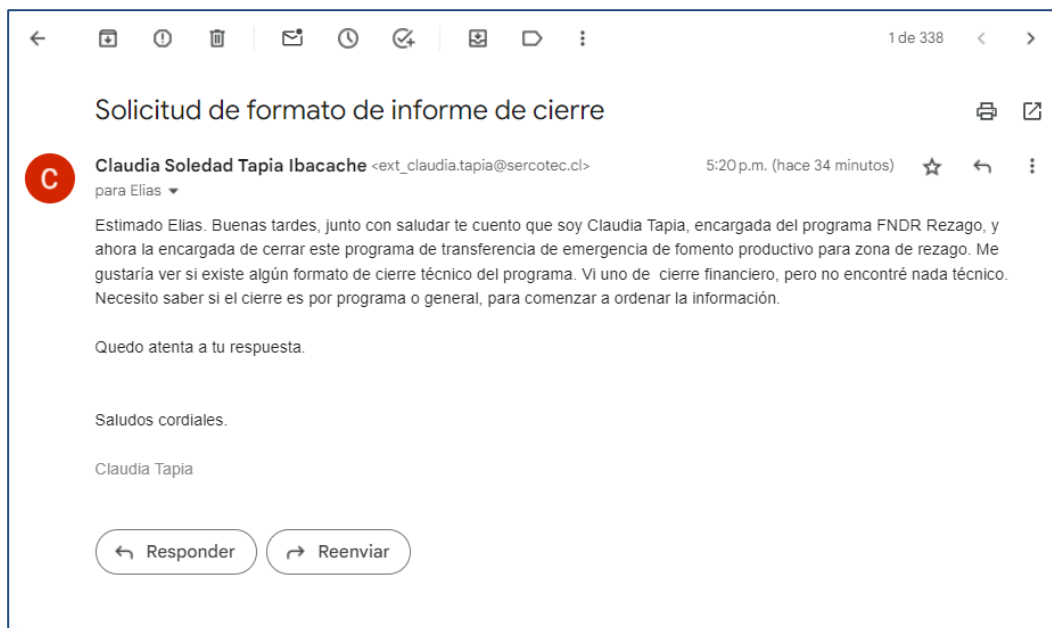 1 de 338
Solicitud de formato de informe de cierre
C
Claudia Soledad Tapia Ibacache <ext_claudia.tapia@sercotec.cl>
5:20 p.m. (hace 34 minutos)
para Elias
Estimado Elias. Buenas tardes, junto con saludar te cuento que soy Claudia Tapia, encargada del programa FNDR Rezago, y
ahora la encargada de cerrar este programa de transferencia de emergencia de fomento productivo para zona de rezago. Me
gustaría ver si existe algún formato de cierre técnico del programa. Vi uno de cierre financiero, pero no encontré nada técnico.
Necesito saber si el cierre es por programa o general, para comenzar a ordenar la información.
Quedo atenta a tu respuesta.
Saludos cordiales.
Claudia Tapia
Responder
Reenviar